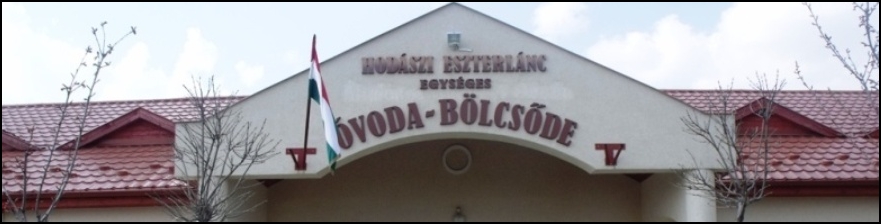 HODÁSZI ESZTERLÁNC
EGYSÉGES
ÓVODA-BÖLCSŐDE